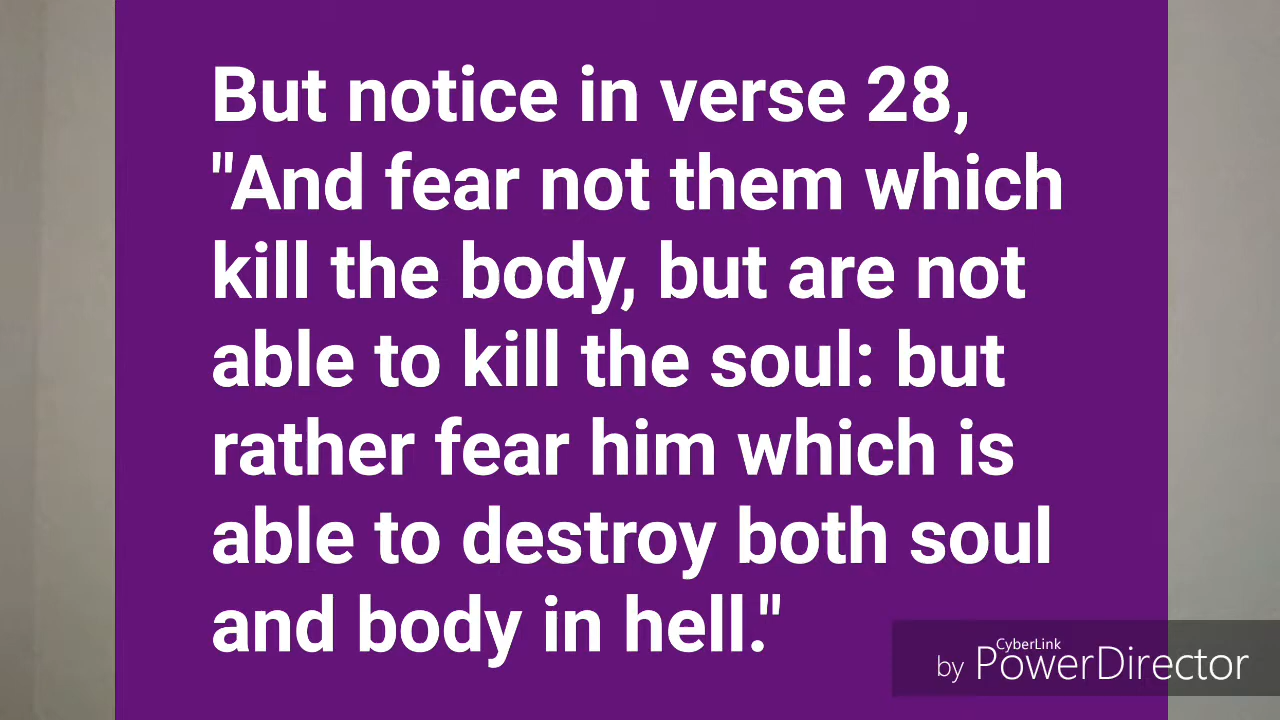 But notice in verse 28,
"And fear not them which
kill the body, but are not
able to kill the soul: but
rather fear him which is
able to destroy both soul
and body in hell."
CyberLink
by PowerDirector